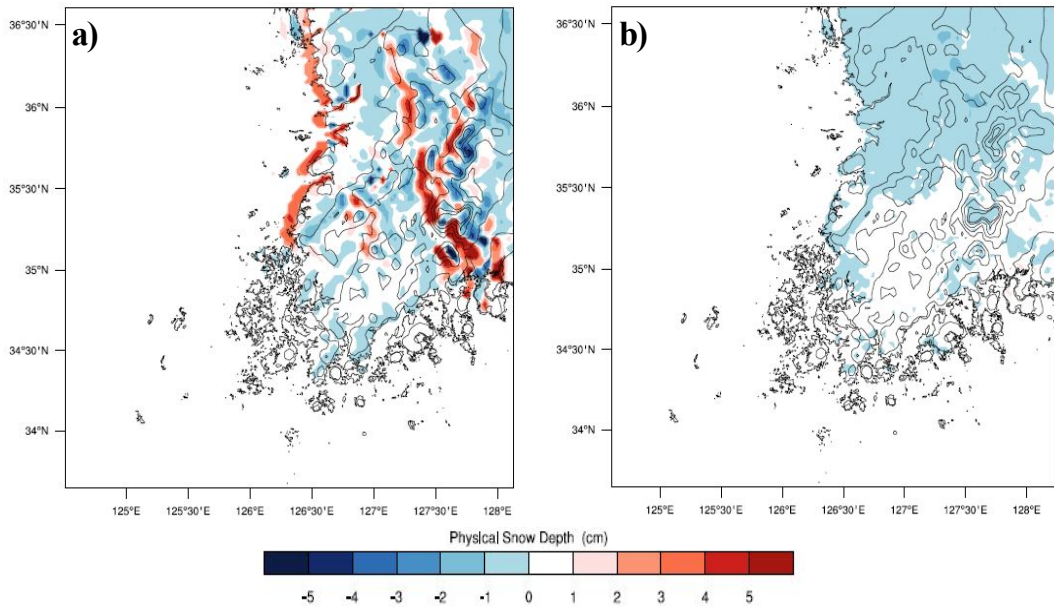 a)
36°30'N
36°N
35°30'N
35°N
34°30'N
34°N
125°E
125°30'E
126°E
126°30'E
127°E
127°30'E
128°E
b)
36°30'N
36°N
35°30'N
35°N
34°30'N
34°N
125°E
125°30'E
126°E
126°30'E
127°E
127°30'E
128°E
Physical Snow Depth (cm)
-5 -4 -3 -2 -1 0 1 2 3 4 5